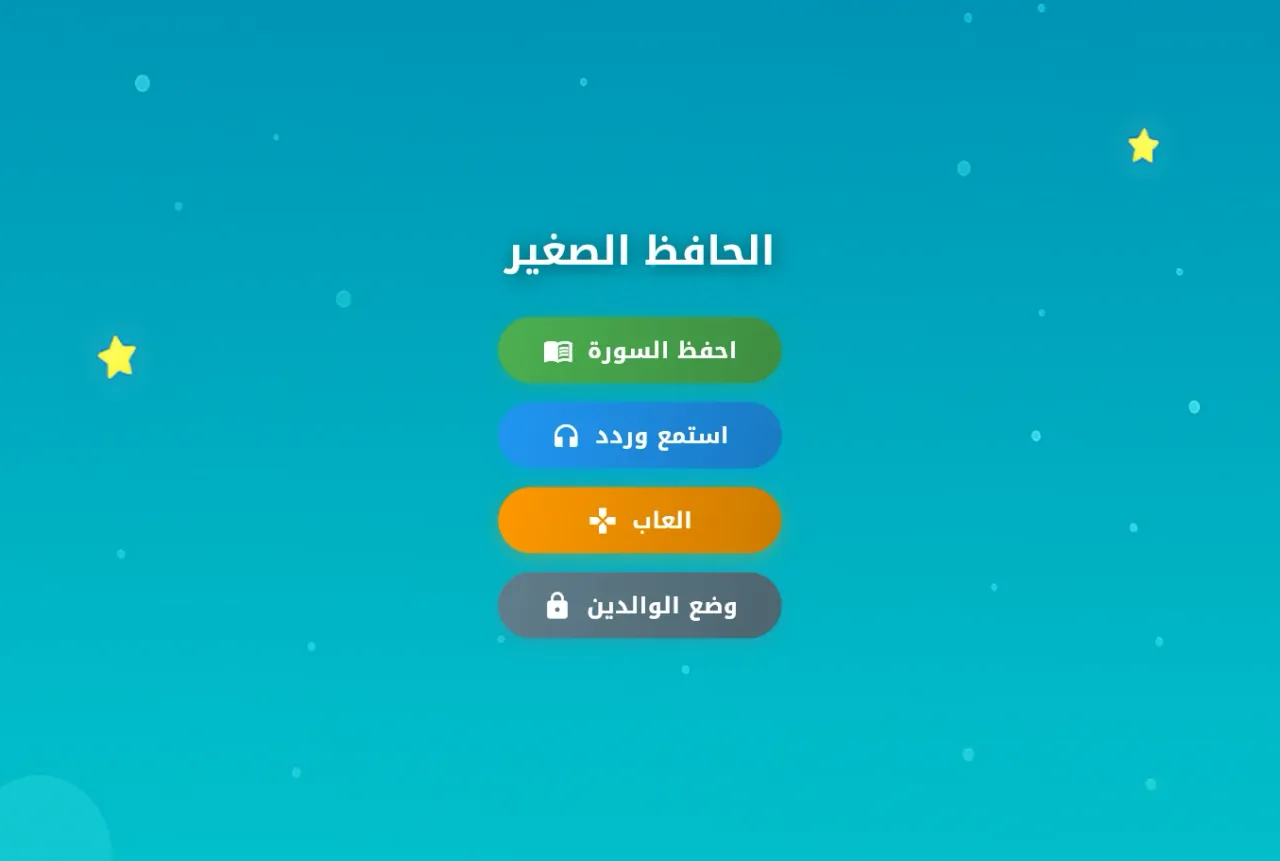 الحافظ الصغير
احفظ السورة
استمع وردد
العاب
وضع الوالدين